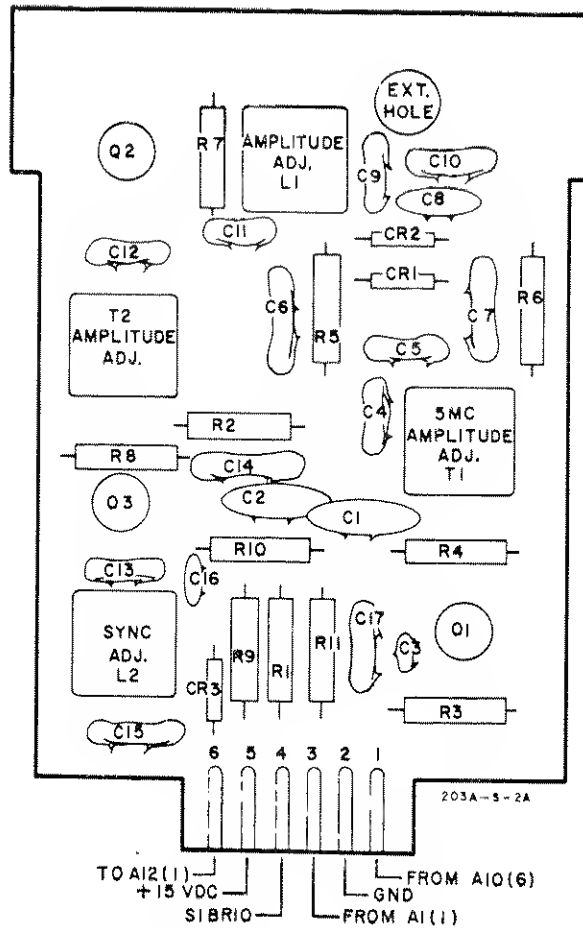 EXT.
HOLE
Q2
R7
AMPLITUDE
ADJ.
L1
C9
C10
C8
C11
CR2
C12
CR1
C6
R5
C7
R6
T2
AMPLITUDE
ADJ.
C5
C4
5MC
AMPLITUDE
ADJ.
T1
R2
R8
C14
Q3
C2
C1
R10
R4
C13
C16
SYNC
ADJ.
L2
R9
R1
R11
C17
C3
Q1
CR3
R3
C15
6 5 4 3 2 1
203A-S-2A
TO A12(1)
FROM A10(6)
+15 VDC
GND
SIBRIO
FROM A1(1)